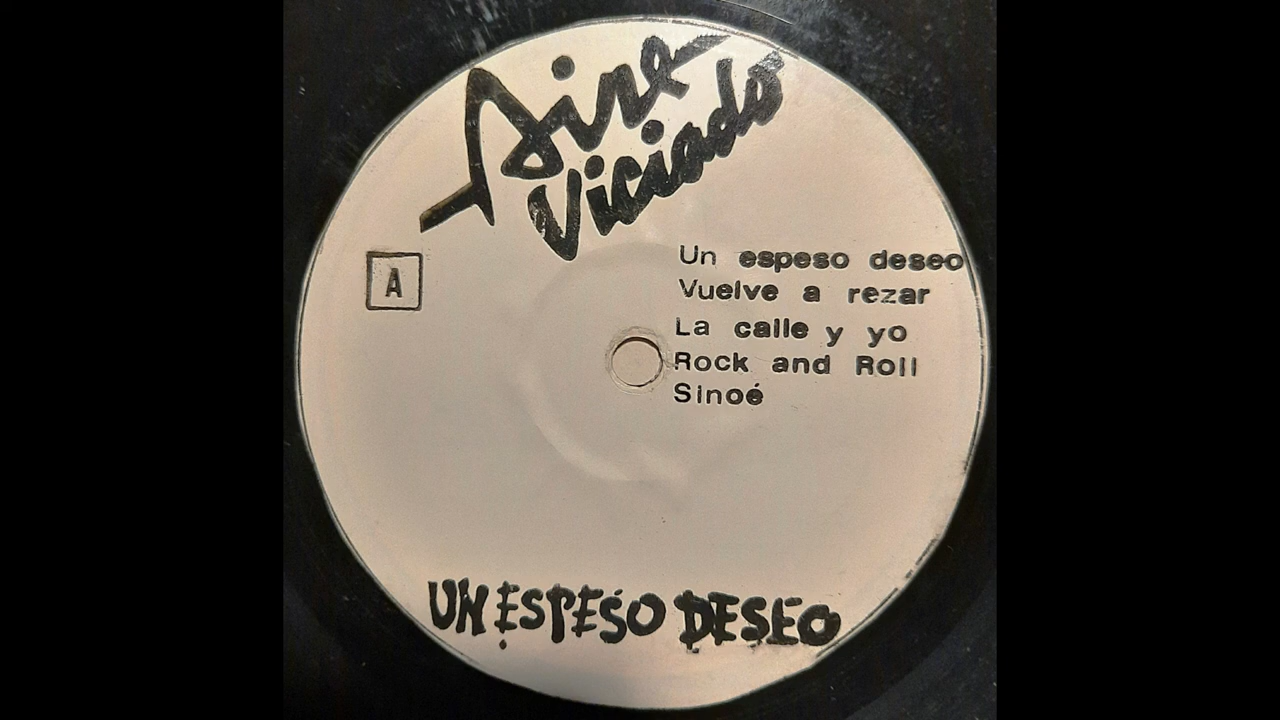 Aire
Viciado
A
Un espeso deseo
Vuelve a rezar
La calle y yo
Rock and Roll
Sinoé
UN ESPESO DESEO